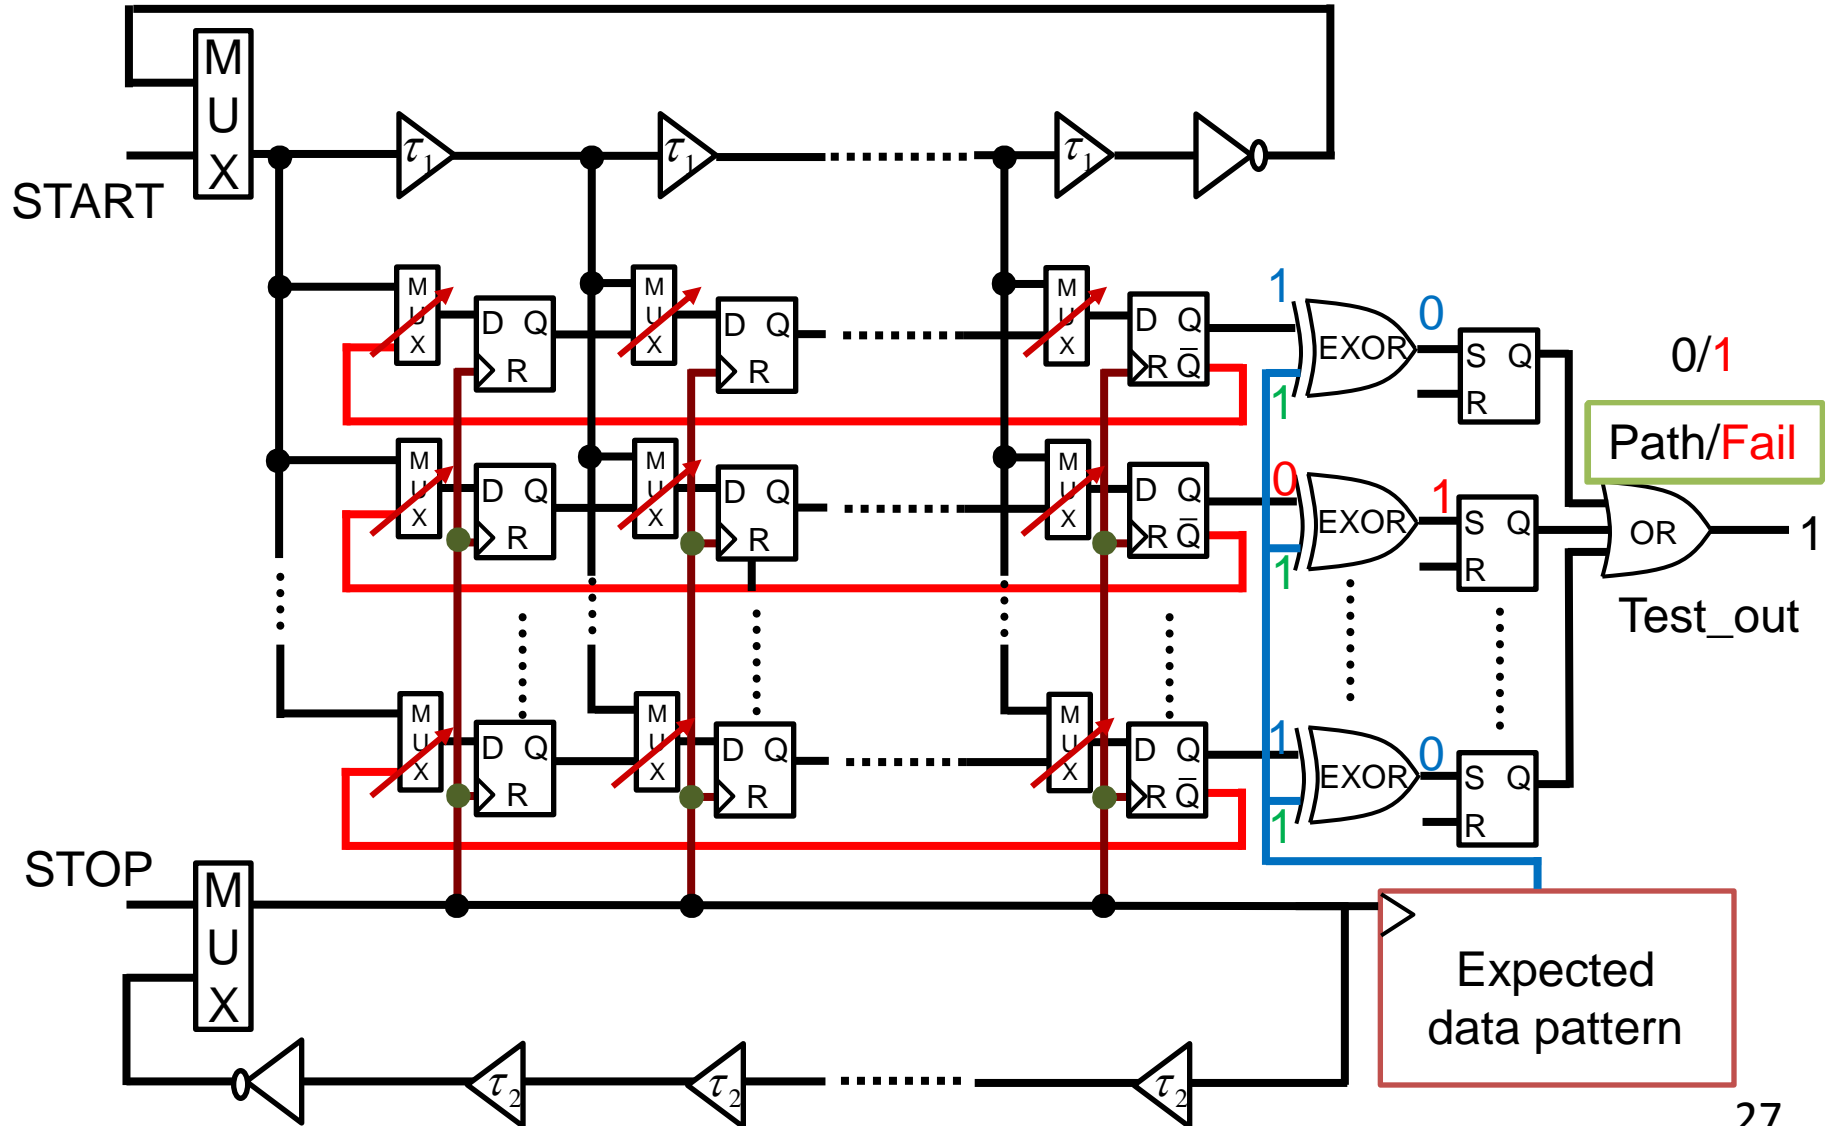 M
U
X
START
τ1
τ1
τ1
M
U
X
D Q
R
M
U
X
D Q
R
M
U
X
D Q
R Q̅
1
1
EXOR
0
S Q
R
0/1
Path/Fail
M
U
X
D Q
R
M
U
X
D Q
R
M
U
X
D Q
R Q̅
0
1
EXOR
1
S Q
R
OR
1
Test_out
M
U
X
D Q
R
M
U
X
D Q
R
M
U
X
D Q
R Q̅
1
1
EXOR
0
S Q
R
STOP
M
U
X
Expected
data pattern
τ2
τ2
τ2
27